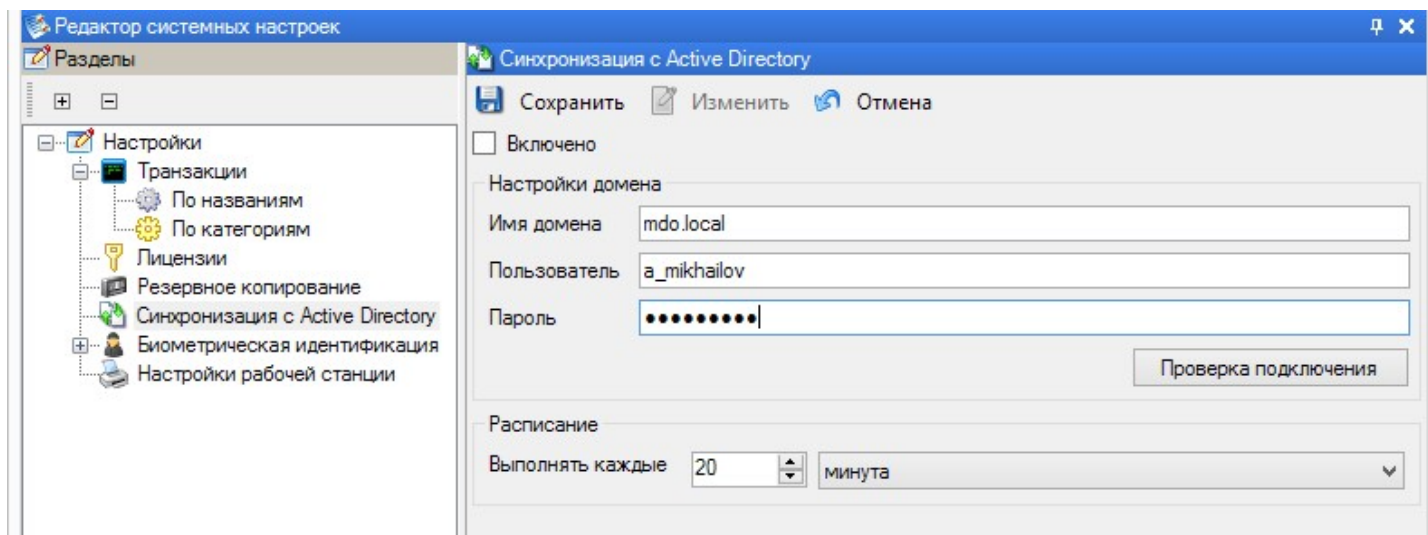 Редактор системных настроек
Разделы
Синхронизация с Active Directory
Сохранить Изменить Отмена
Включено
Настройки
Транзакции
По названиям
По категориям
Лицензии
Резервное копирование
Синхронизация с Active Directory
Биометрическая идентификация
Настройки рабочей станции
Настройки домена
Имя домена mdo.local
Пользователь a_mikhailov
Пароль •••••••••
Проверка подключения
Расписание
Выполнять каждые 20 минута